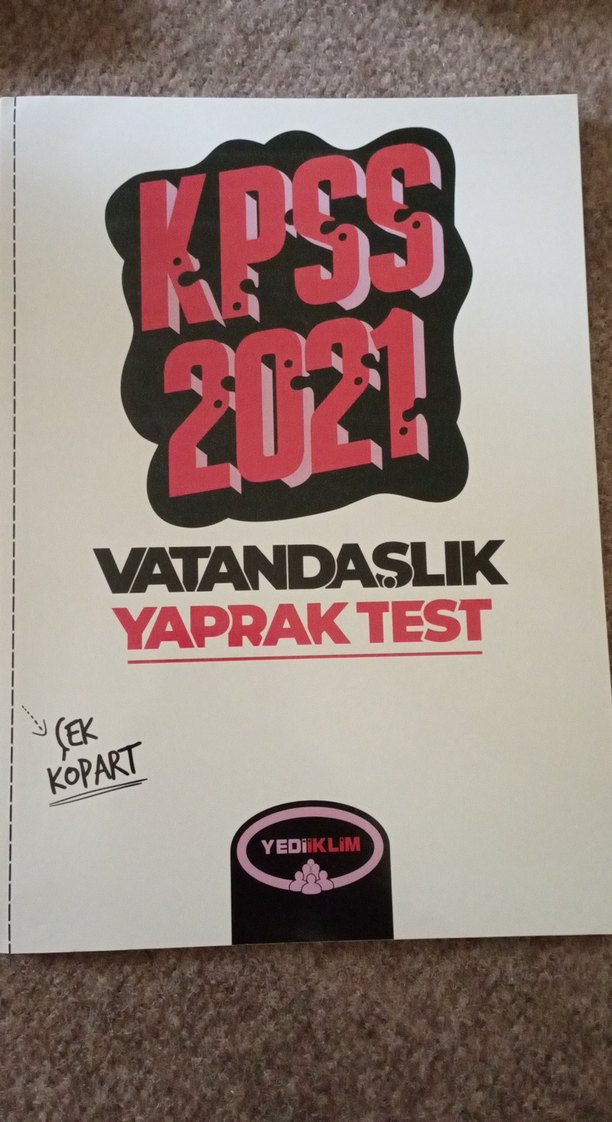 KPSS
2021
VATANDAŞLIK
YAPRAK TEST
ÇEK
KOPART
YEDİİKLİM